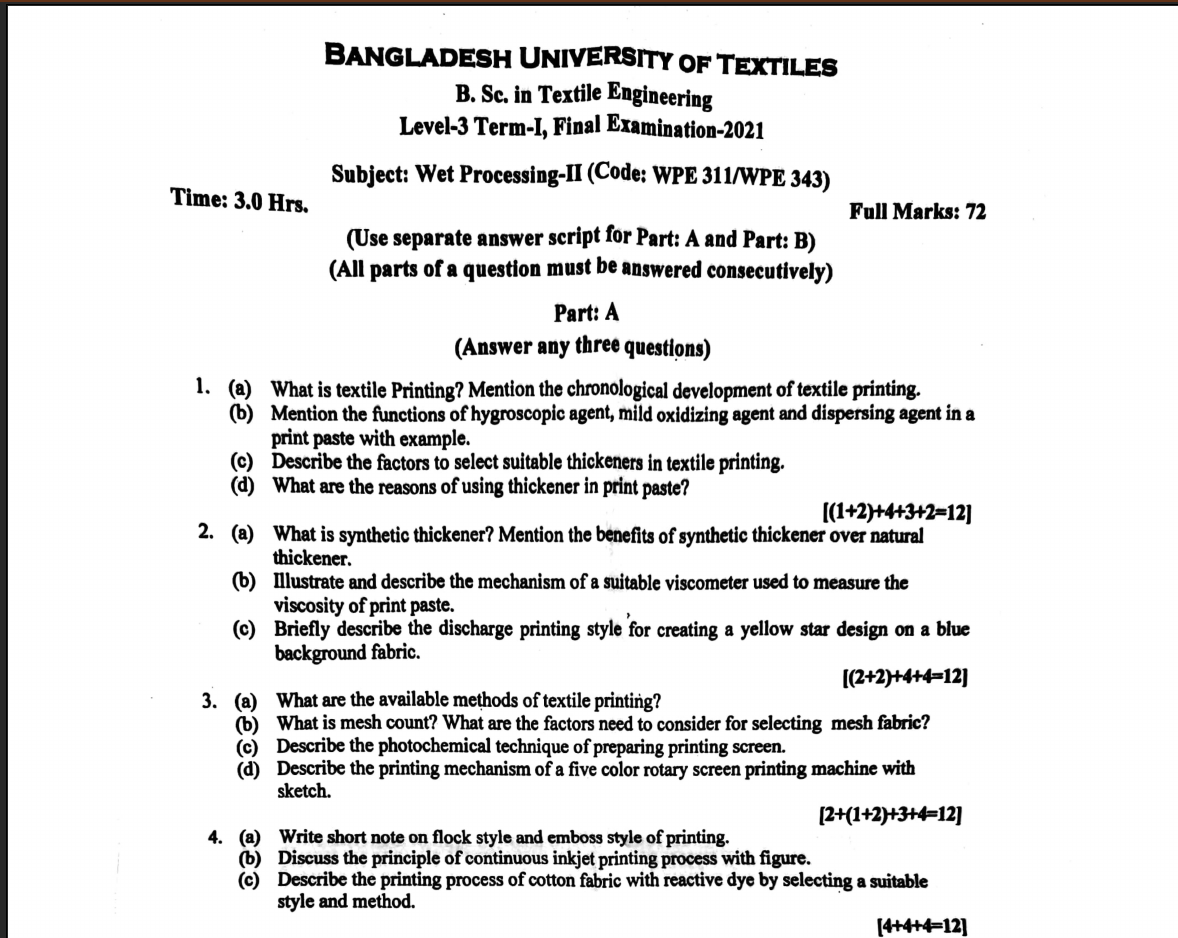 BANGLADESH UNIVERSITY OF TEXTILES
B. Sc. in Textile Engineering
Level-3 Term-I, Final Examination-2021
Subject: Wet Processing-II (Code: WPE 311/WPE 343)
Time: 3.0 Hrs.
Full Marks: 72
(Use separate answer script for Part: A and Part: B)
(All parts of a question must be answered consecutively)
Part: A
(Answer any three questions)
1. (a) What is textile Printing? Mention the chronological development of textile printing.
(b) Mention the functions of hygroscopic agent, mild oxidizing agent and dispersing agent in a
print paste with example.
(c) Describe the factors to select suitable thickeners in textile printing.
(d) What are the reasons of using thickener in print paste?
[(1+2)+4+3+2=12]
2. (a) What is synthetic thickener? Mention the benefits of synthetic thickener over natural
thickener.
(b) Illustrate and describe the mechanism of a suitable viscometer used to measure the
viscosity of print paste.
(c) Briefly describe the discharge printing style for creating a yellow star design on a blue
background fabric.
[(2+2)+4+4=12]
3. (a) What are the available methods of textile printing?
(b) What is mesh count? What are the factors need to consider for selecting mesh fabric?
(c) Describe the photochemical technique of preparing printing screen.
(d) Describe the printing mechanism of a five color rotary screen printing machine with
sketch.
[2+(1+2)+3+4=12]
4. (a) Write short note on flock style and emboss style of printing.
(b) Discuss the principle of continuous inkjet printing process with figure.
(c) Describe the printing process of cotton fabric with reactive dye by selecting a suitable
style and method.
[4+4+4=12]